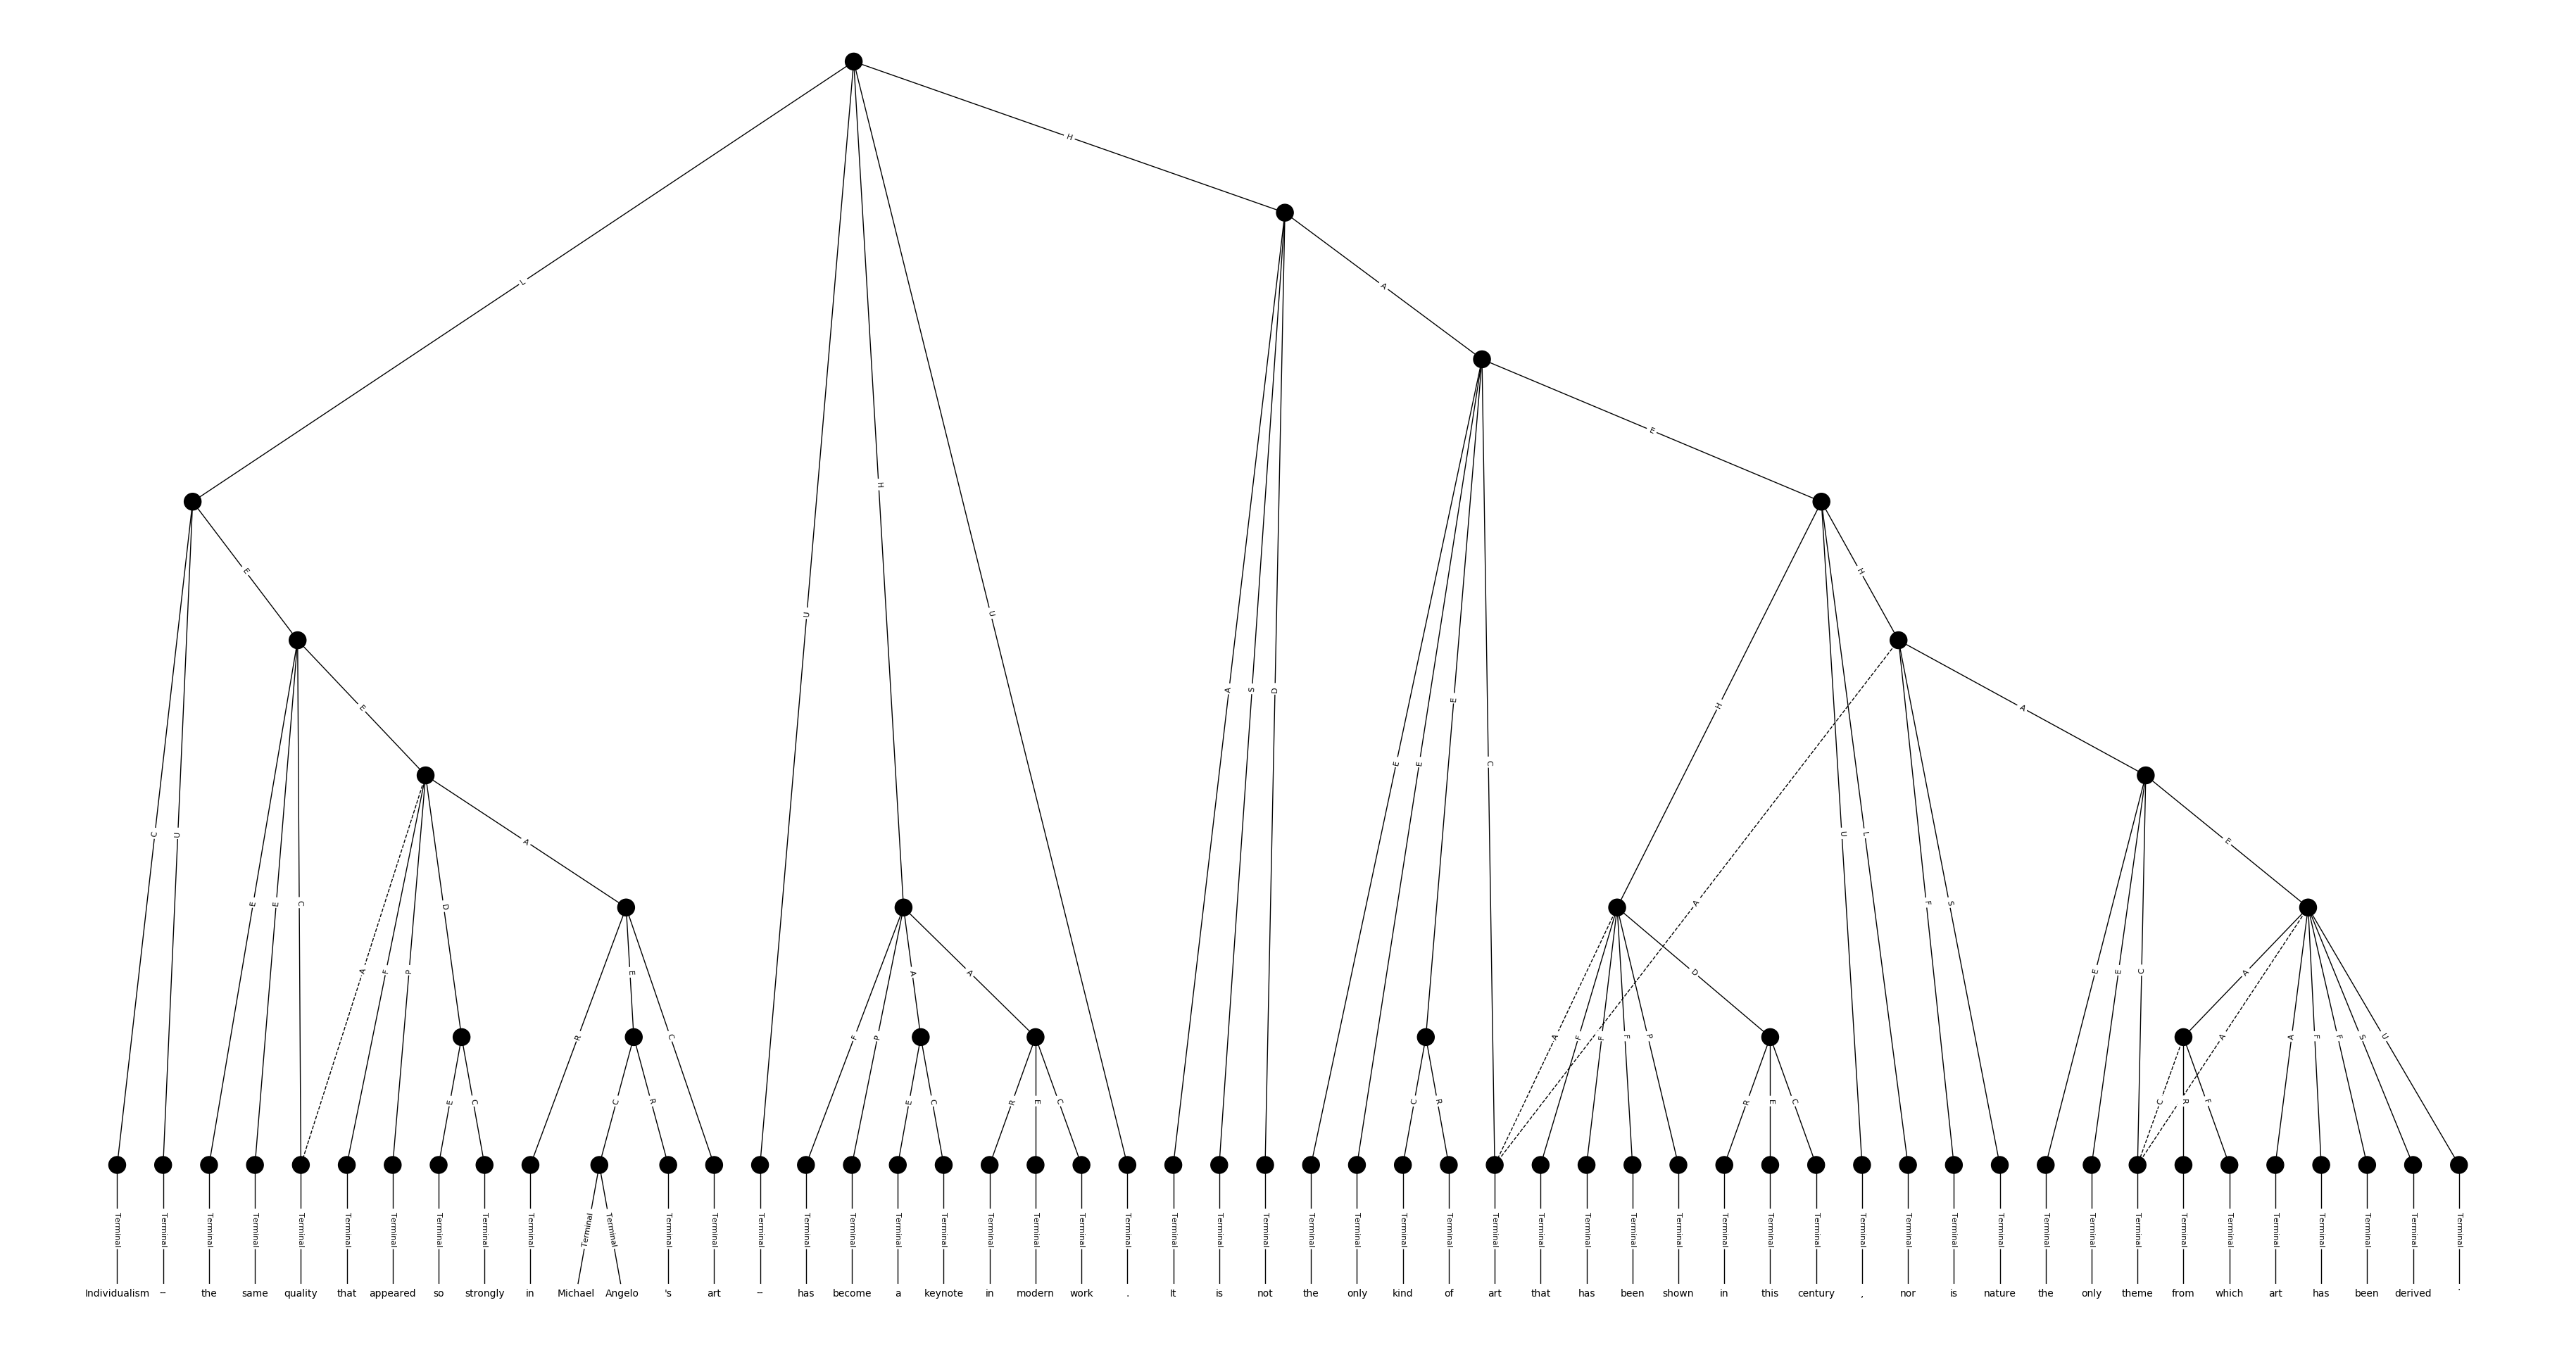 H
L A
E
H
E H
U U
A S D
E
E H A
E E C
C U U L
A E
E E C D A F S
A F P E A A D E E C A
R C F P A F F F P A A F F S U
E C C R E C R E C C R R E C C R F
Terminal Terminal Terminal Terminal Terminal Terminal Terminal Terminal Terminal Terminal Terminal Terminal Terminal Terminal Terminal Terminal Terminal Terminal Terminal Terminal Terminal Terminal Terminal Terminal Terminal Terminal Terminal Terminal Terminal Terminal Terminal Terminal Terminal Terminal Terminal Terminal Terminal Terminal Terminal Terminal Terminal Terminal Terminal Terminal Terminal Terminal Terminal Terminal Terminal Terminal Terminal Terminal
Individualism -- the same quality that appeared so strongly in Michael Angelo 's art -- has become a keynote in modern work . It is not the only kind of art that has been shown in this century , nor is nature the only theme from which art has been derived .